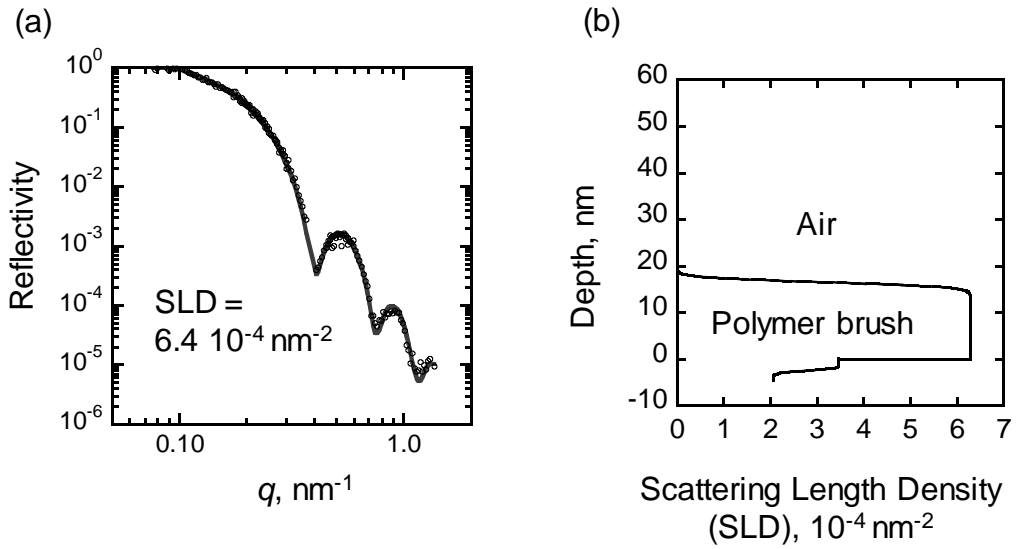 (a)
10⁰
10⁻¹
10⁻²
10⁻³
10⁻⁴
10⁻⁵
10⁻⁶
Reflectivity
SLD =
6.4 10⁻⁴ nm⁻²
0.10
1.0
q, nm⁻¹
(b)
60
50
40
30
20
10
0
-10
Depth, nm
Air
Polymer brush
0 1 2 3 4 5 6 7
Scattering Length Density
(SLD), 10⁻⁴ nm⁻²